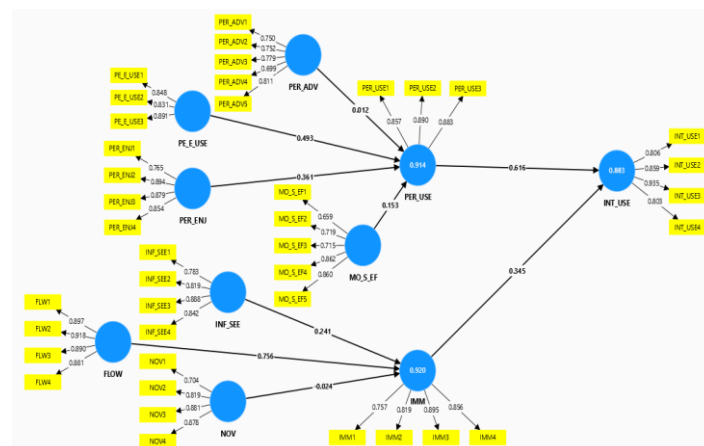 PER_ADV1
PER_ADV2
PER_ADV3
PER_ADV4
PER_ADV5
0.750
0.752
0.779
0.699
0.811
PER_ADV
PE_E_USE1
PE_E_USE2
PE_E_USE3
0.848
0.831
0.891
PE_E_USE
PER_ENJ1
PER_ENJ2
PER_ENJ3
PER_ENJ4
0.765
0.894
0.879
0.854
PER_ENJ
0.012
0.493
0.361
0.153
PER_USE1
PER_USE2
PER_USE3
0.857
0.890
0.883
0.914
PER_USE
0.616
INT_USE1
INT_USE2
INT_USE3
INT_USE4
0.806
0.859
0.935
0.803
0.883
INT_USE
MO_S_EF1
MO_S_EF2
MO_S_EF3
MO_S_EF4
MO_S_EF5
0.659
0.719
0.715
0.862
0.860
MO_S_EF
0.345
INF_SEE1
INF_SEE2
INF_SEE3
INF_SEE4
0.783
0.819
0.888
0.842
INF_SEE
0.241
FLW1
FLW2
FLW3
FLW4
0.897
0.918
0.890
0.881
FLOW
0.756
NOV1
NOV2
NOV3
NOV4
0.704
0.819
0.881
0.878
NOV
0.024
0.920
IMM
0.757
0.819
0.895
0.856
IMM1
IMM2
IMM3
IMM4